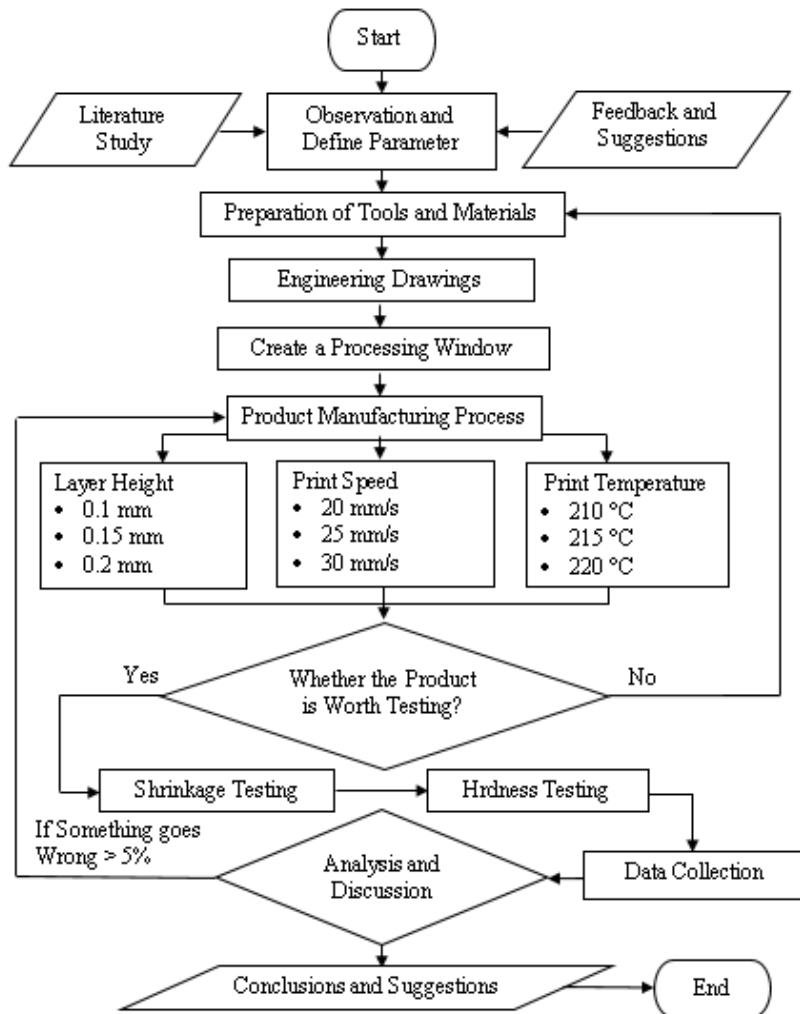 Start
Literature
Study
Observation and
Define Parameter
Feedback and
Suggestions
Preparation of Tools and Materials
Engineering Drawings
Create a Processing Window
Product Manufacturing Process
Layer Height
• 0.1 mm
• 0.15 mm
• 0.2 mm
Print Speed
• 20 mm/s
• 25 mm/s
• 30 mm/s
Print Temperature
• 210 °C
• 215 °C
• 220 °C
Yes
Whether the Product
is Worth Testing?
No
Shrinkage Testing
Hrdness Testing
If Something goes
Wrong > 5%
Analysis and
Discussion
Data Collection
Conclusions and Suggestions
End